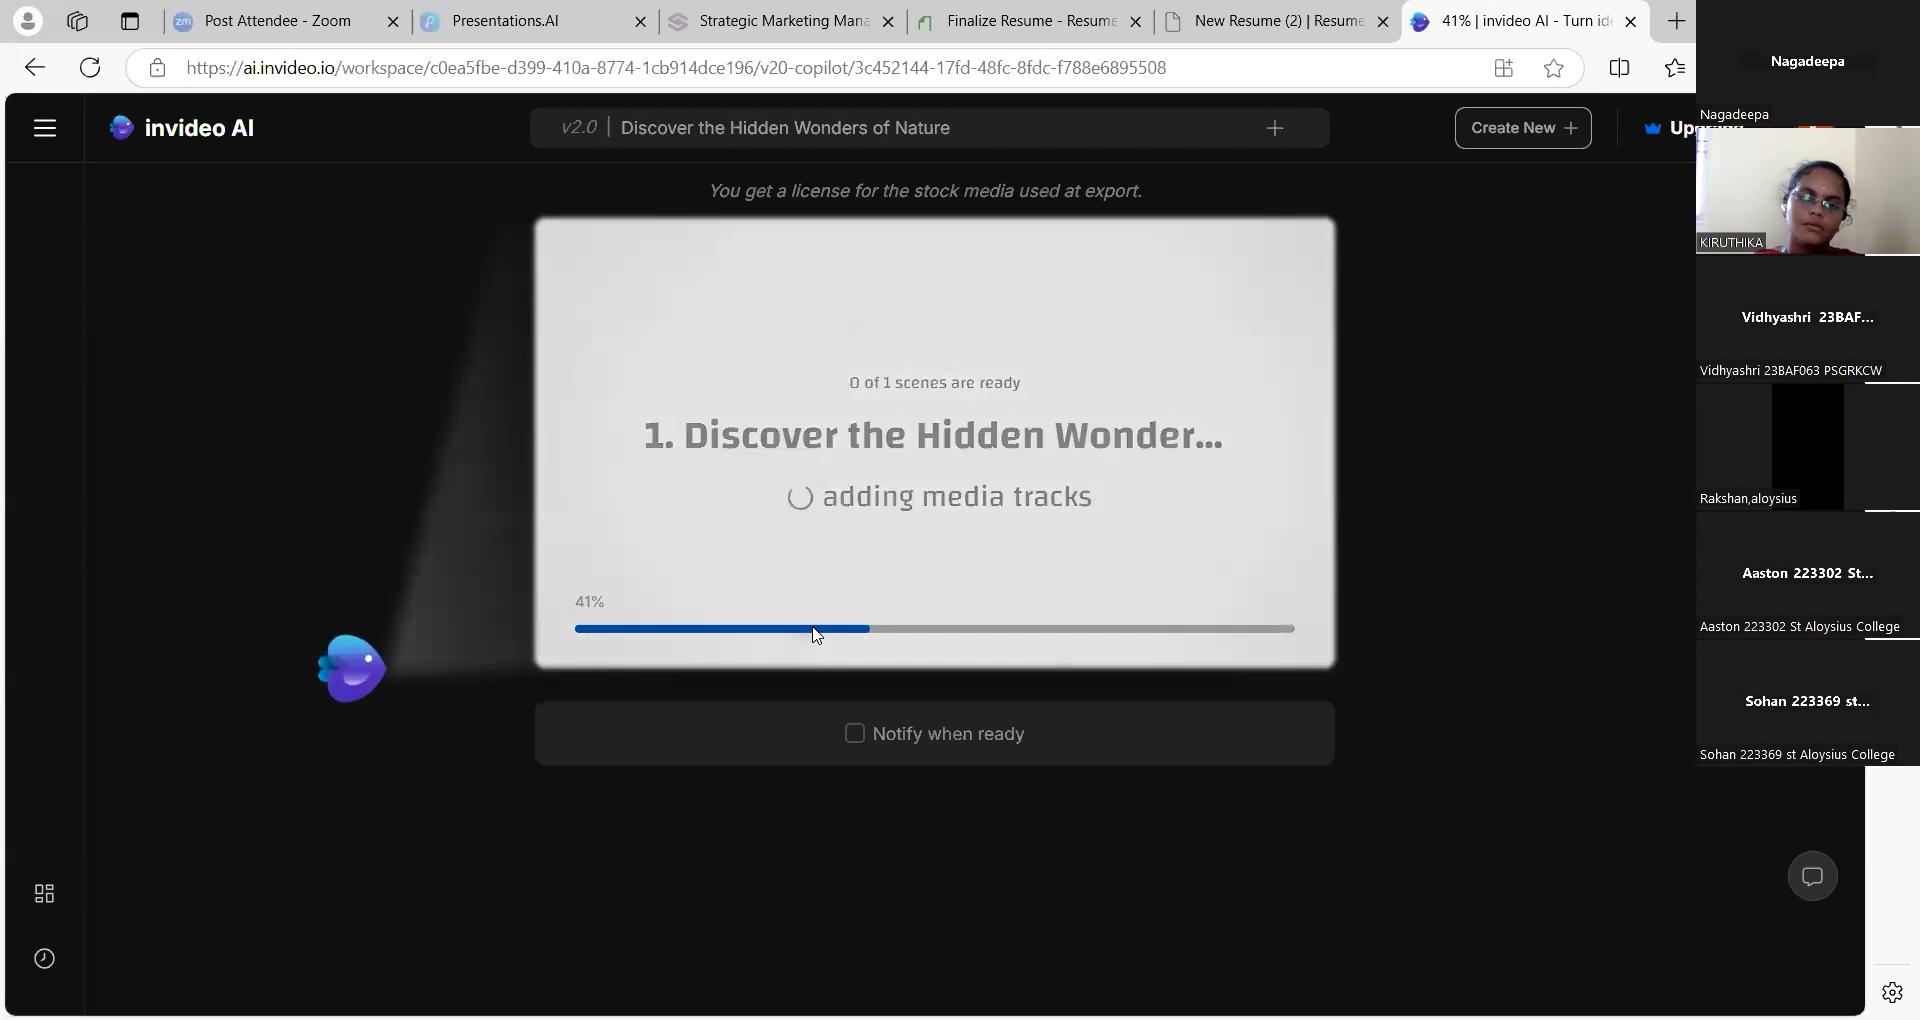 Post Attendee - Zoom
Presentations.AI
Strategic Marketing Mana
Finalize Resume - Resume
New Resume (2) | Resume
41% | invideo AI - Turn ide
https://ai.invideo.io/workspace/c0ea5fbe-d399-410a-8774-1cb914dce196/v20-copilot/3c452144-17fd-48fc-8fdc-f788e6895508
invideo AI
v2.0 | Discover the Hidden Wonders of Nature
Create New
You get a license for the stock media used at export.
0 of 1 scenes are ready
1. Discover the Hidden Wonder...
adding media tracks
41%
Notify when ready
Nagadeepa
Nagadeepa
KIRUTHIKA
Vidhyashri 23BAF...
Vidhyashri 23BAF063 PSGRKCW
Rakshan,aloysius
Aaston 223302 St...
Aaston 223302 St Aloysius College
Sohan 223369 st...
Sohan 223369 st Aloysius College